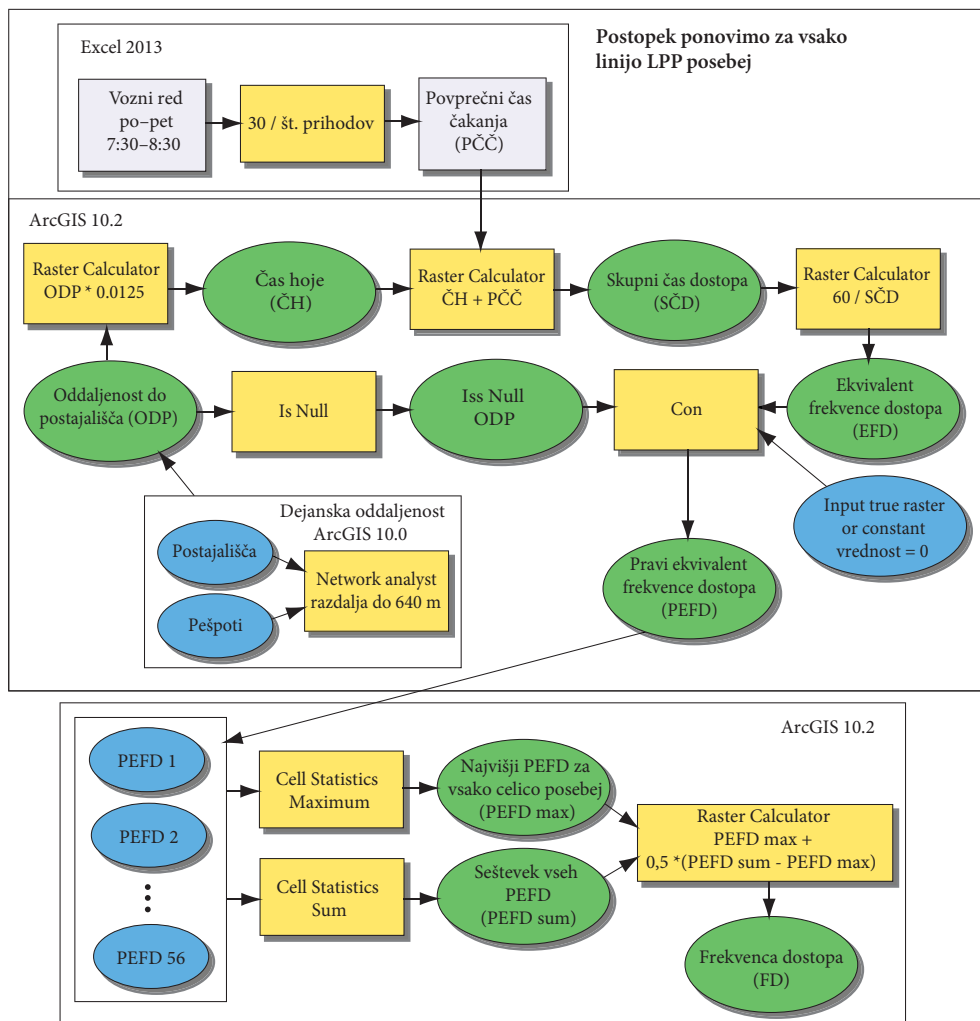 Excel 2013
Postopek ponovimo za vsako
linijo LPP posebej
Vozni red
po–pet
7:30–8:30
30 / št. prihodov
Povprečni čas
čakanja
(PČČ)
ArcGIS 10.2
Raster Calculator
ODP * 0.0125
Čas hoje
(ČH)
Raster Calculator
ČH + PČČ
Skupni čas dostopa
(SČD)
Raster Calculator
60 / SČD
Oddaljenost do
postajališča (ODP)
Is Null
Iss Null
ODP
Con
Ekvivalent
frekvence dostopa
(EFD)
Dejanska oddaljenost
ArcGIS 10.0
Postajališča
Pešpoti
Network analyst
razdalja do 640 m
Pravi ekvivalent
frekvence dostopa
(PEFD)
Input true raster
or constant
vrednost = 0
ArcGIS 10.2
PEFD 1
PEFD 2
PEFD 56
Cell Statistics
Maximum
Cell Statistics
Sum
Najvišji PEFD za
vsako celico posebej
(PEFD max)
Seštevek vseh
PEFD
(PEFD sum)
Raster Calculator
PEFD max +
0,5 *(PEFD sum - PEFD max)
Frekvenca dostopa
(FD)